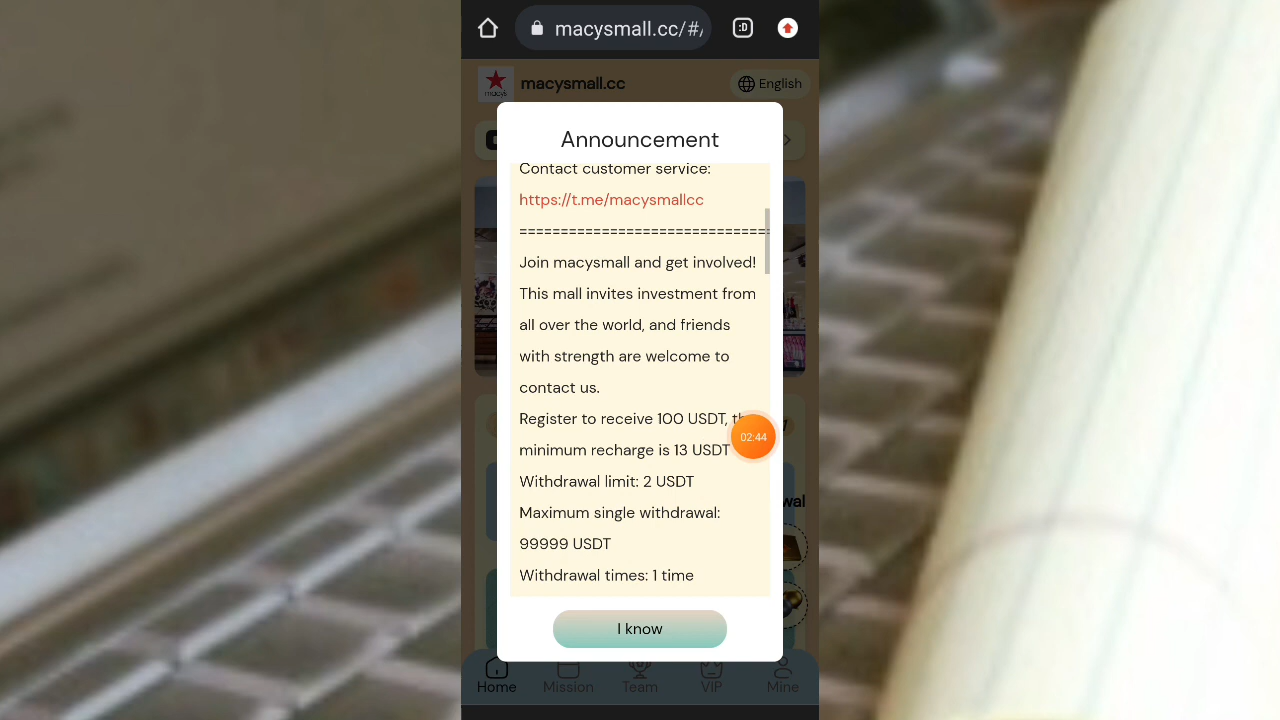 macysmall.cc/#/
:D
macys
macysmall.cc
English
Announcement
Contact customer service:
https://t.me/macysmallcc
==============================
Join macysmall and get involved!
This mall invites investment from
all over the world, and friends
with strength are welcome to
contact us.
Register to receive 100 USDT,
minimum recharge is 13 USDT
02:44
Withdrawal limit: 2 USDT
Maximum single withdrawal:
99999 USDT
Withdrawal times: 1 time
I know
Home
Mission
Team
VIP
Mine